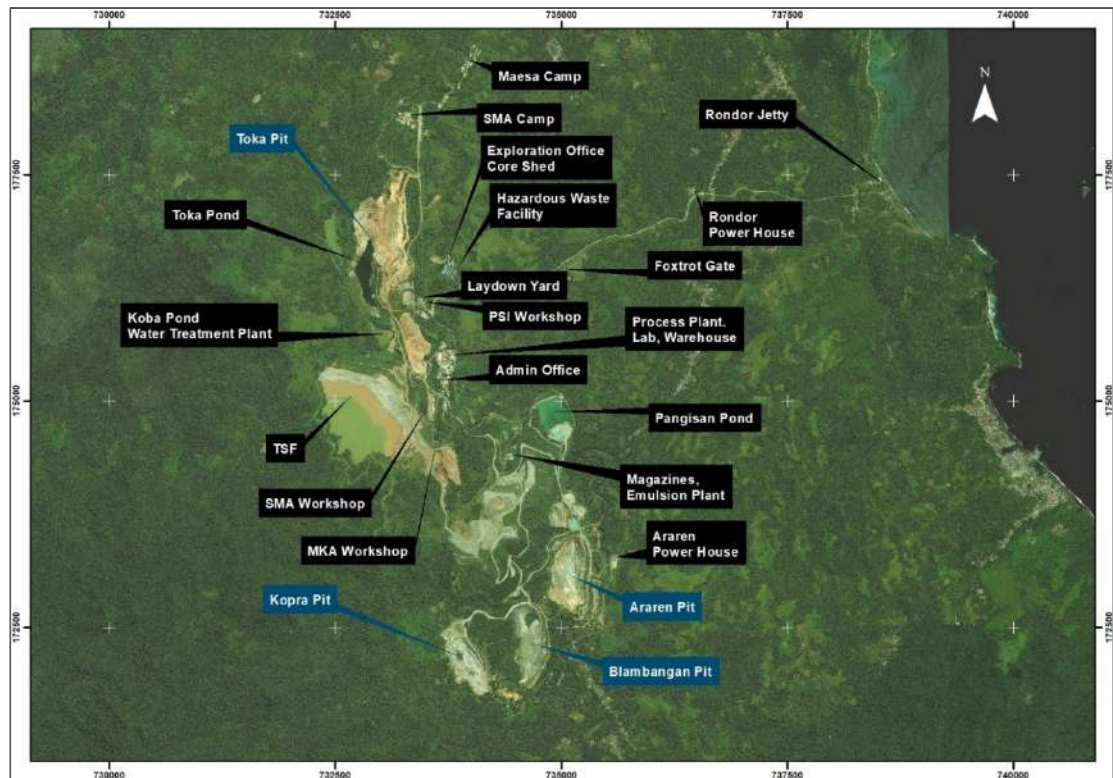 730000
732500
735000
737500
740000
N
Maesa Camp
SMA Camp
Rondor Jetty
Toka Pit
Exploration Office
Core Shed
177500
177500
Hazardous Waste
Facility
Toka Pond
Rondor
Power House
Foxtrot Gate
Laydown Yard
Koba Pond
Water Treatment Plant
PSI Workshop
Process Plant.
Lab, Warehouse
Admin Office
175000
175000
Pangisan Pond
TSF
Magazines,
Emulsion Plant
SMA Workshop
MKA Workshop
Araren
Power House
Kopra Pit
Araren Pit
172500
172500
Blambangan Pit
730000
732500
735000
737500
740000